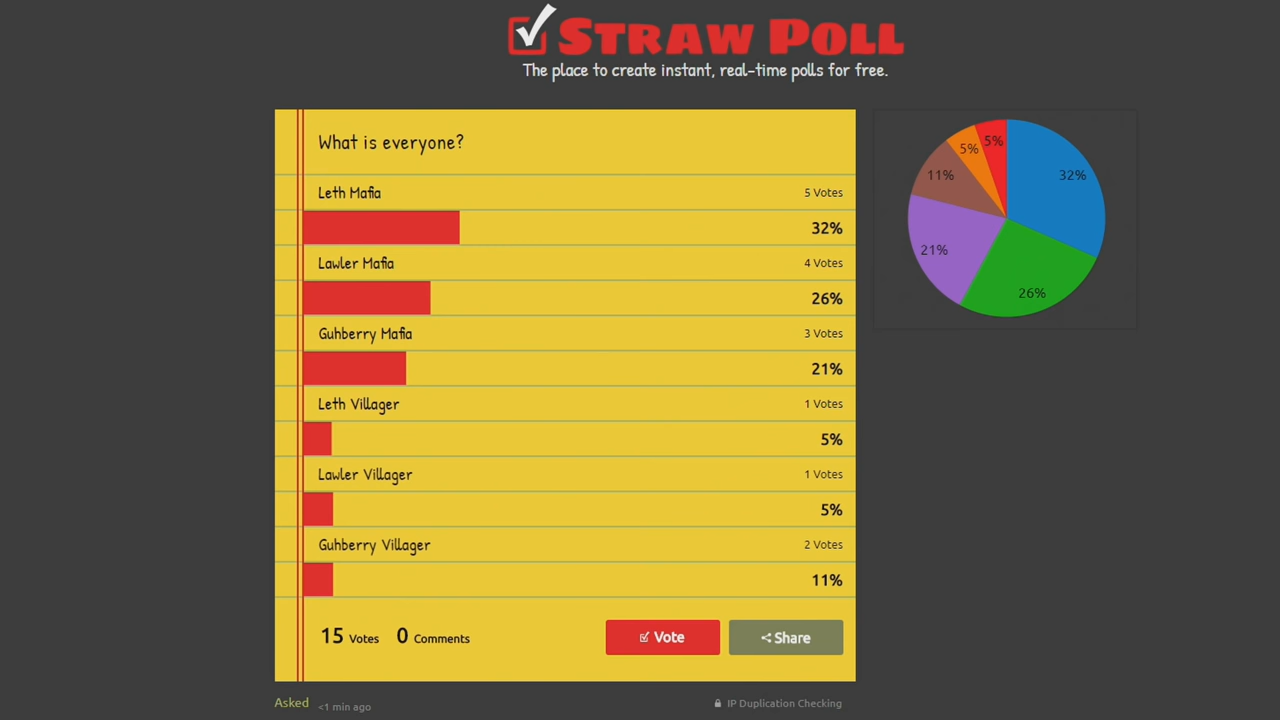 STRAW POLL
The place to create instant, real-time polls for free.
What is everyone?
Leth Mafia 5 Votes
32%
Lawler Mafia 4 Votes
26%
Guhberry Mafia 3 Votes
21%
Leth Villager 1 Votes
5%
Lawler Villager 1 Votes
5%
Guhberry Villager 2 Votes
11%
15 Votes 0 Comments Vote Share
Asked <1 min ago IP Duplication Checking
5%
5%
32%
11%
21%
26%